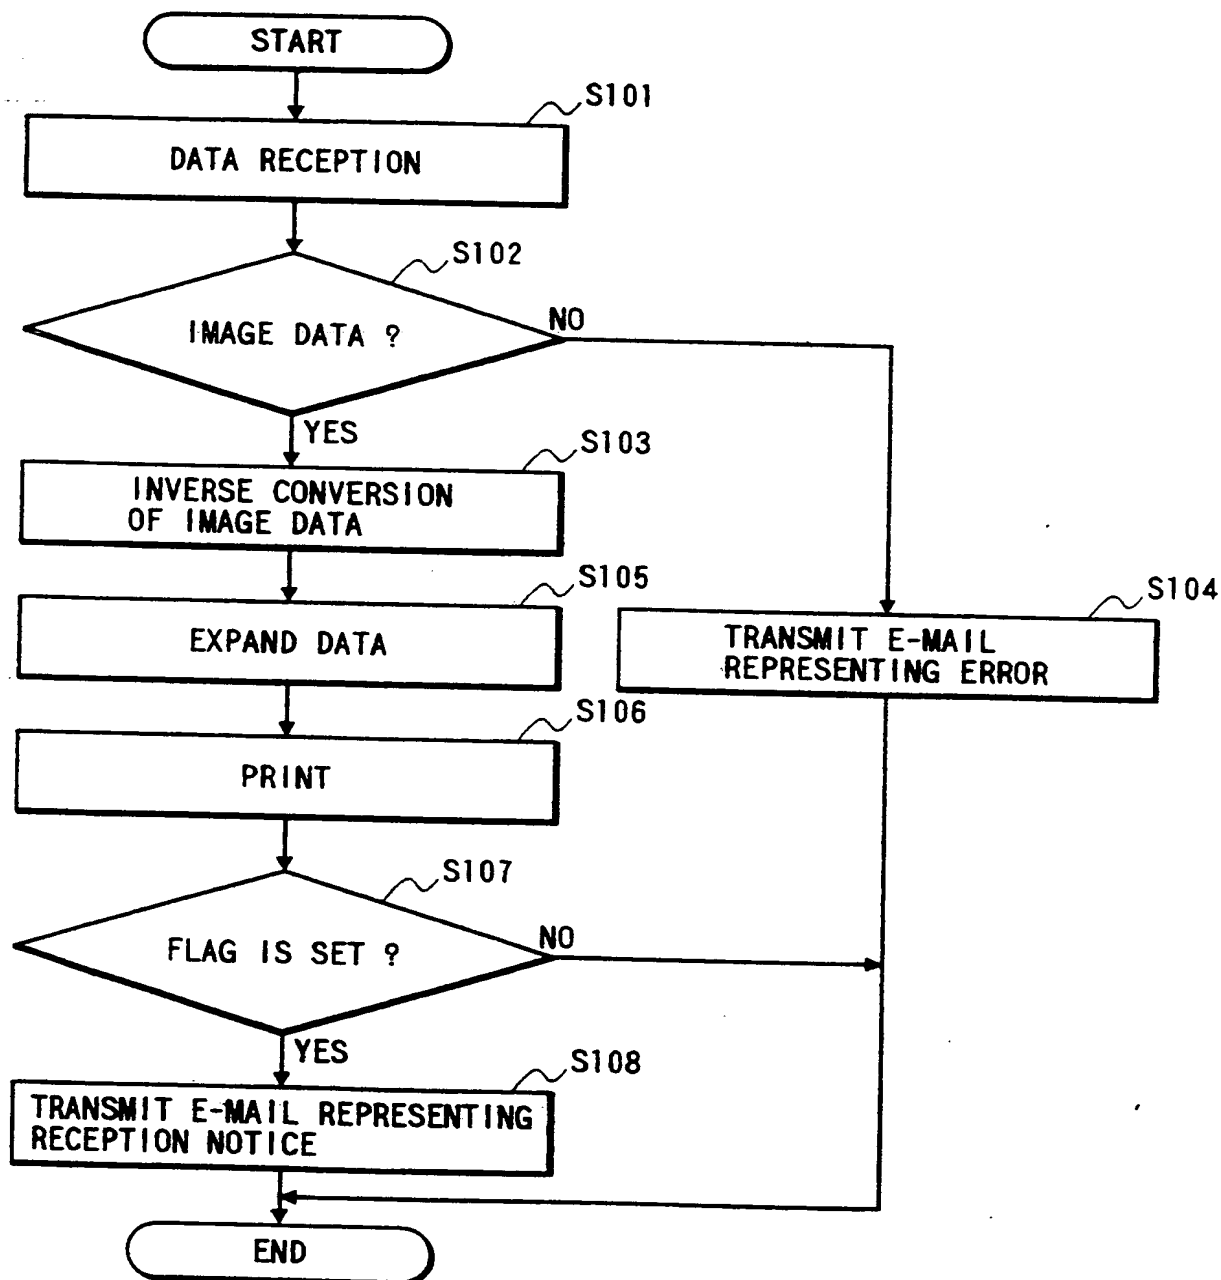 START
S101
DATA RECEPTION
S102
IMAGE DATA ?
NO
YES
S103
INVERSE CONVERSION
OF IMAGE DATA
S105
EXPAND DATA
S104
TRANSMIT E-MAIL
REPRESENTING ERROR
S106
PRINT
S107
FLAG IS SET ?
NO
YES
S108
TRANSMIT E-MAIL REPRESENTING
RECEPTION NOTICE
END